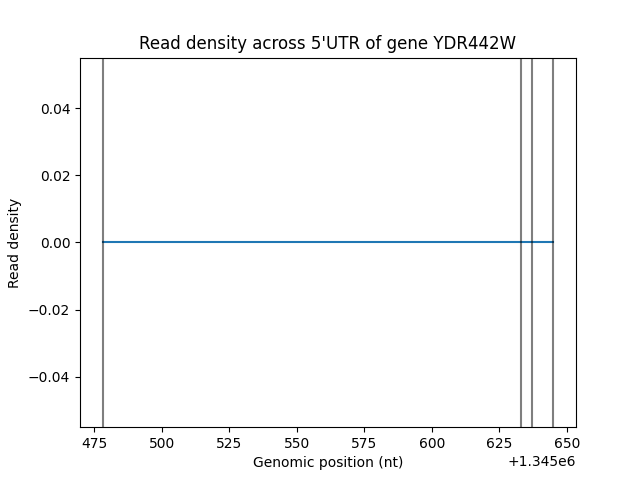 Read density across 5'UTR of gene YDR442W
0.04
0.02
0.00
−0.02
−0.04
Read density
475 500 525 550 575 600 625 650
+1.345e6
Genomic position (nt)